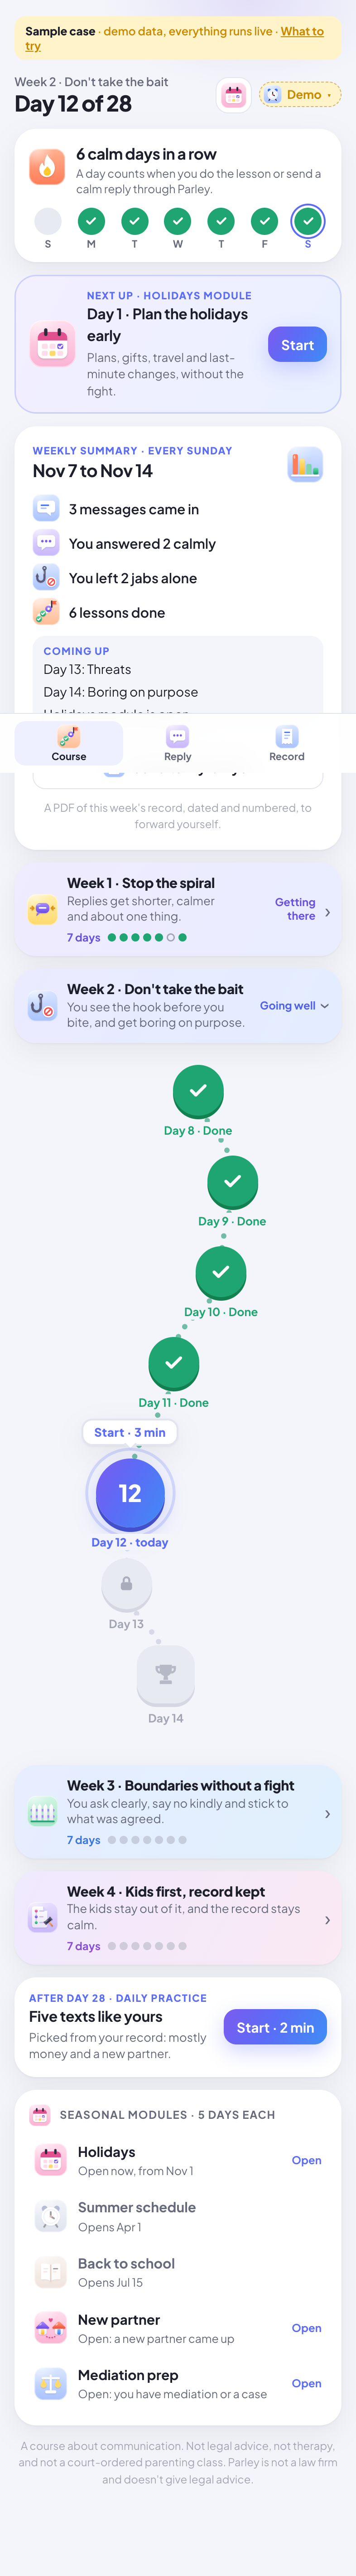 Sample case · demo data, everything runs live · What to
try
Week 2 · Don't take the bait
Day 12 of 28
Demo
6 calm days in a row
A day counts when you do the lesson or send a
calm reply through Parley.
S M T W T F S
NEXT UP · HOLIDAYS MODULE
Day 1 · Plan the holidays
early
Plans, gifts, travel and last-
minute changes, without the
fight.
Start
WEEKLY SUMMARY · EVERY SUNDAY
Nov 7 to Nov 14
3 messages came in
You answered 2 calmly
You left 2 jabs alone
6 lessons done
COMING UP
Day 13: Threats
Day 14: Boring on purpose
Course
Reply
Record
A PDF of this week's record, dated and numbered, to
forward yourself.
Week 1 · Stop the spiral
Replies get shorter, calmer
and about one thing.
7 days
Getting
there
Week 2 · Don't take the bait
You see the hook before you
bite, and get boring on purpose.
Going well
Day 8 · Done
Day 9 · Done
Day 10 · Done
Day 11 · Done
Start · 3 min
12
Day 12 · today
Day 13
Day 14
Week 3 · Boundaries without a fight
You ask clearly, say no kindly and stick to
what was agreed.
7 days
Week 4 · Kids first, record kept
The kids stay out of it, and the record stays
calm.
7 days
AFTER DAY 28 · DAILY PRACTICE
Five texts like yours
Picked from your record: mostly
money and a new partner.
Start · 2 min
SEASONAL MODULES · 5 DAYS EACH
Holidays
Open now, from Nov 1
Open
Summer schedule
Opens Apr 1
Back to school
Opens Jul 15
New partner
Open: a new partner came up
Open
Mediation prep
Open: you have mediation or a case
Open
A course about communication. Not legal advice, not therapy,
and not a court-ordered parenting class. Parley is not a law firm
and doesn't give legal advice.